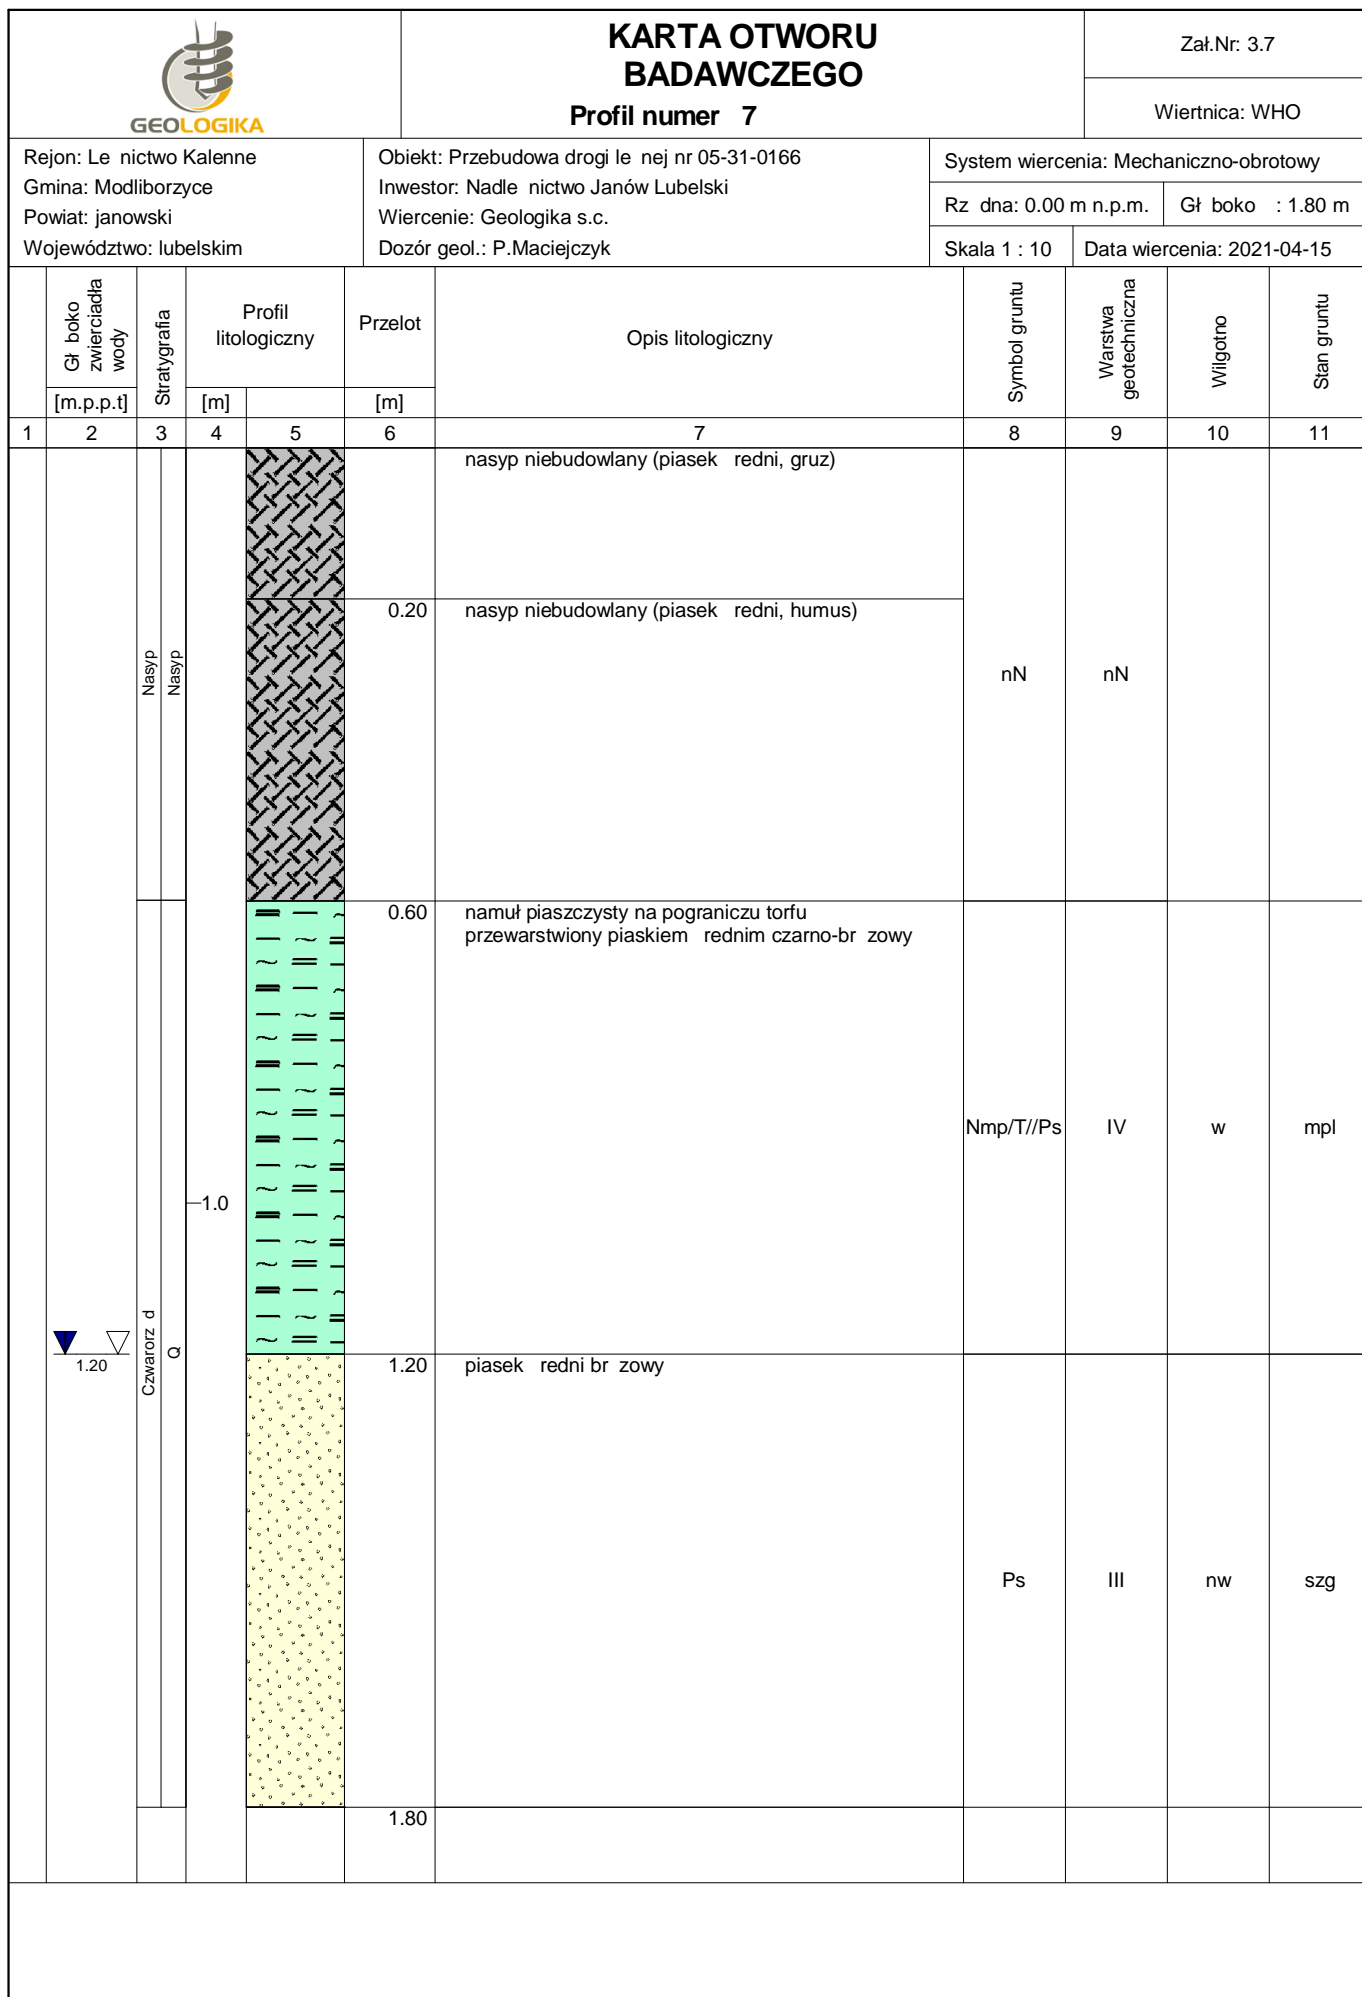 GEOLOGIKA
KARTA OTWORU
BADAWCZEGO
Profil numer 7
Zał.Nr: 3.7
Wiertnica: WHO
Rejon: Le nictwo Kalenne
Gmina: Modliborzyce
Powiat: janowski
Województwo: lubelskim
Obiekt: Przebudowa drogi le nej nr 05-31-0166
Inwestor: Nadle nictwo Janów Lubelski
Wiercenie: Geologika s.c.
Dozór geol.: P.Maciejczyk
System wiercenia: Mechaniczno-obrotowy
Rz dna: 0.00 m n.p.m.
Gł boko : 1.80 m
Skala 1 : 10
Data wiercenia: 2021-04-15
Gł boko
zwierciadła
wody
[m.p.p.t]
Stratygrafia
Profil
litologiczny
[m]
Przelot
[m]
Opis litologiczny
Symbol gruntu
Warstwa
geotechniczna
Wilgotno
Stan gruntu
1 2 3 4 5 6 7 8 9 10 11
nasyp niebudowlany (piasek redni, gruz)
0.20 nasyp niebudowlany (piasek redni, humus)
Nasyp
Nasyp
nN nN
0.60 namuł piaszczysty na pograniczu torfu
przewarstwiony piaskiem rednim czarno-br zowy
Nmp/T//Ps IV w mpl
1.0
Czwarorz d
Q
1.20
1.20 piasek redni br zowy
Ps III nw szg
1.80